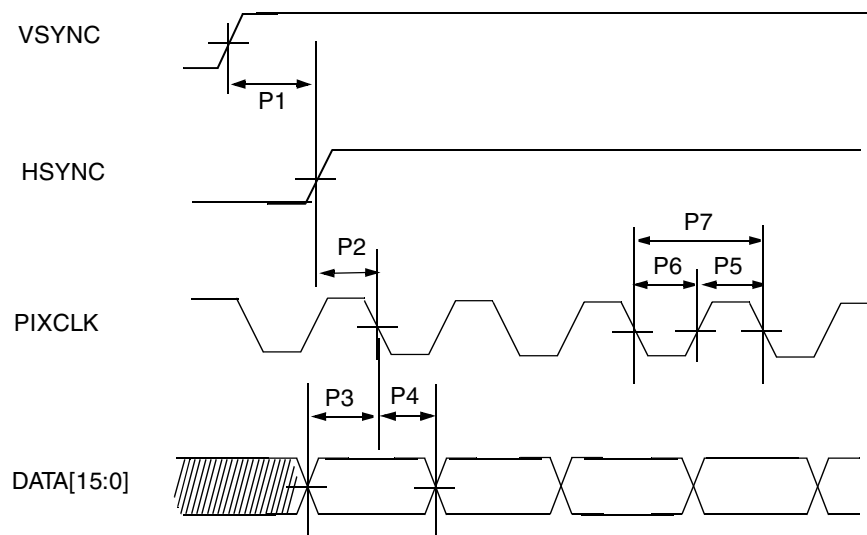 VSYNC
P1
HSYNC
P2
P7
P6 P5
PIXCLK
P3 P4
DATA[15:0]